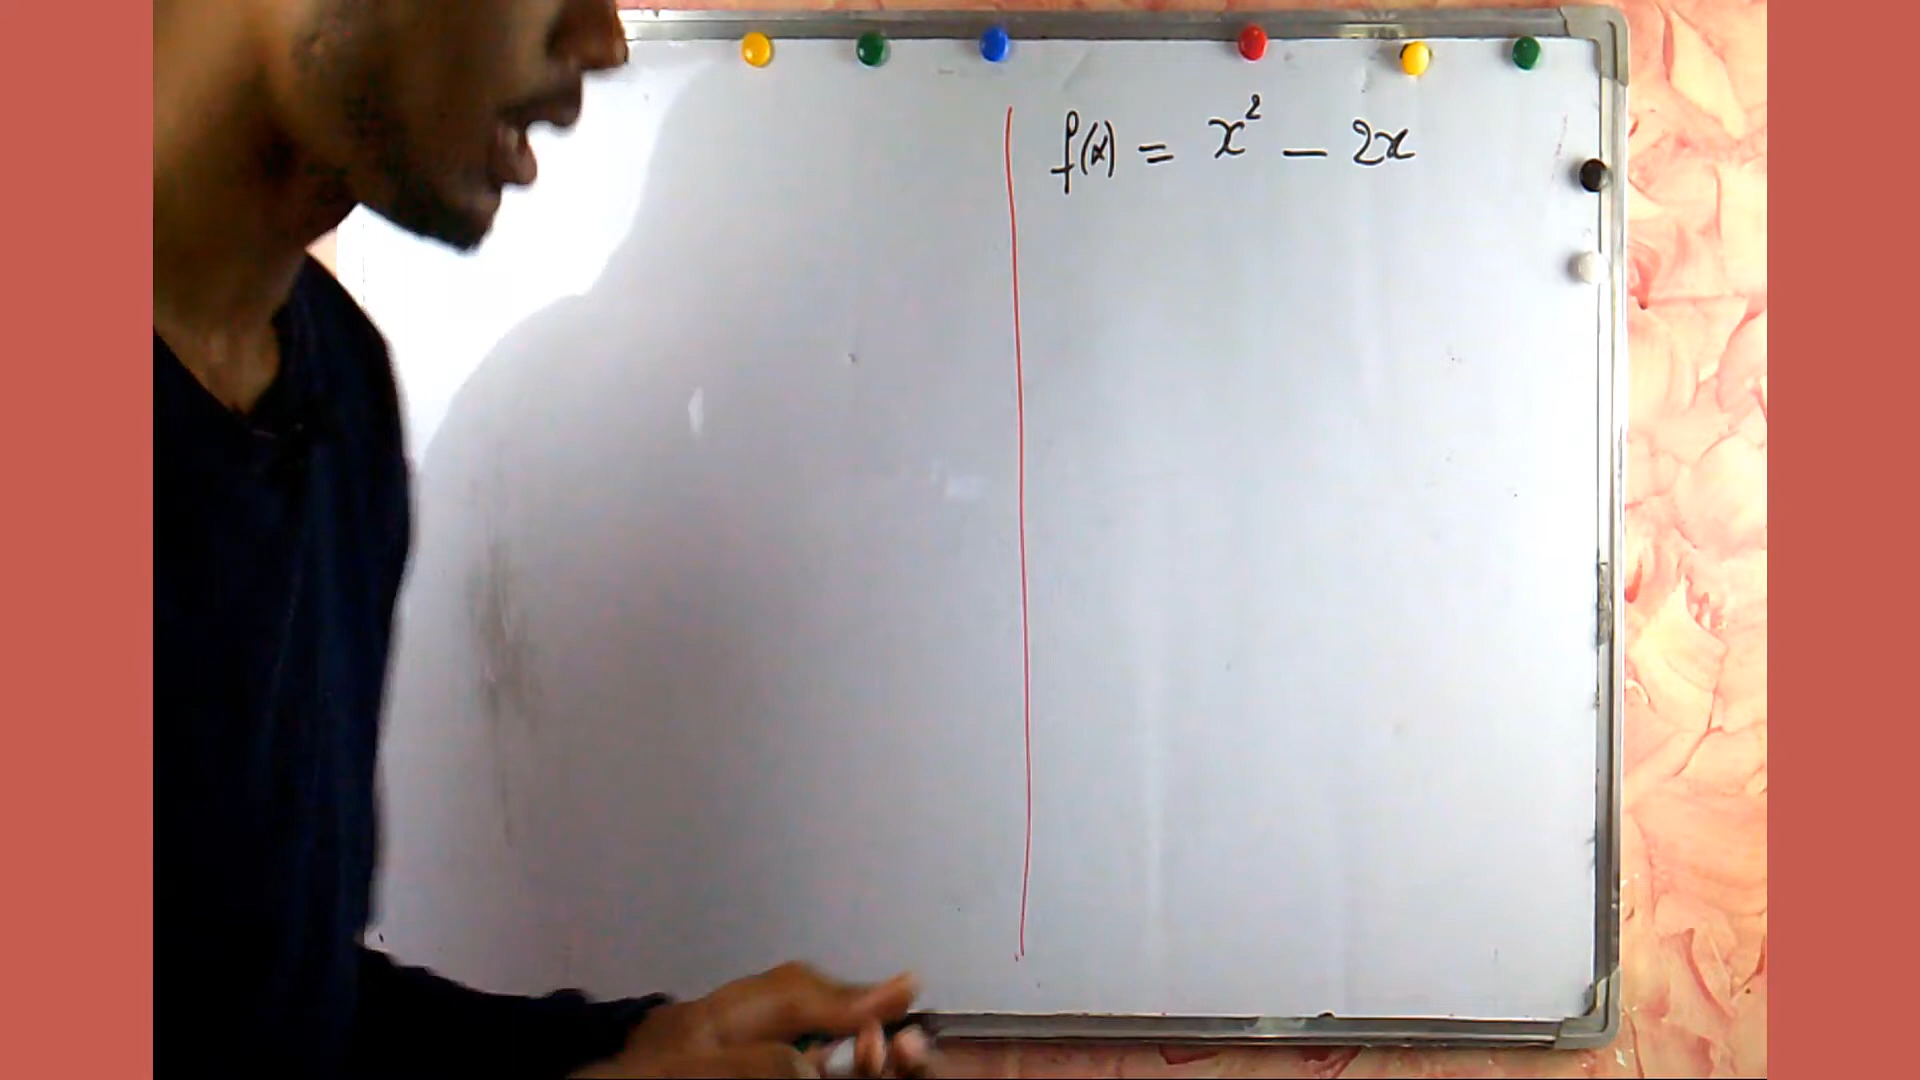 f(x) = x² - 2x